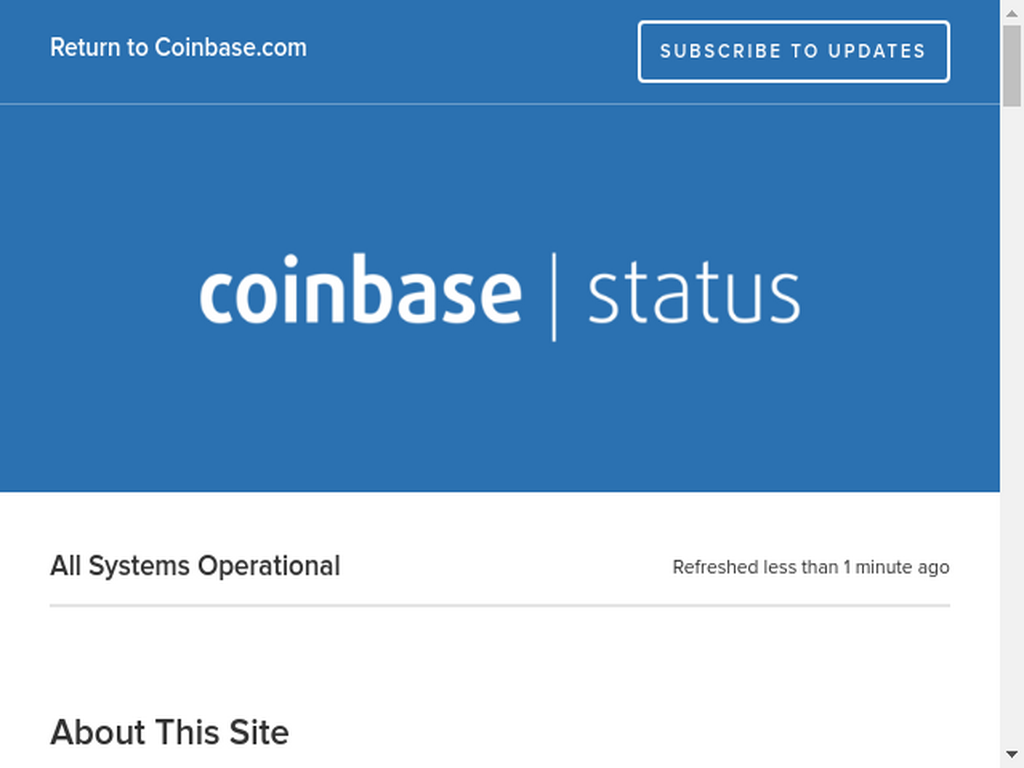 Return to Coinbase.com
SUBSCRIBE TO UPDATES
coinbase | status
All Systems Operational
Refreshed less than 1 minute ago
About This Site